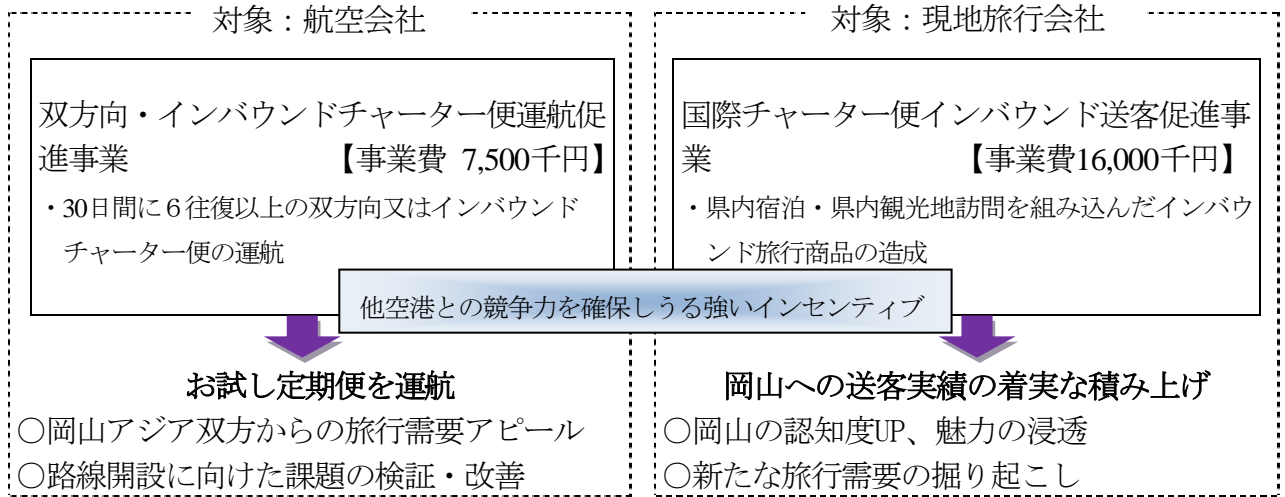 対象：航空会社
双方向・インバウンドチャーター便運航促
進事業 【事業費 7,500千円】
・30日間に６往復以上の双方向又はインバウンド
チャーター便の運航
対象：現地旅行会社
国際チャーター便インバウンド送客促進事
業 【事業費16,000千円】
・県内宿泊・県内観光地訪問を組み込んだインバウ
ンド旅行商品の造成
他空港との競争力を確保しうる強いインセンティブ
お試し定期便を運航
○岡山アジア双方からの旅行需要アピール
○路線開設に向けた課題の検証・改善
岡山への送客実績の着実な積み上げ
○岡山の認知度UP、魅力の浸透
○新たな旅行需要の掘り起こし